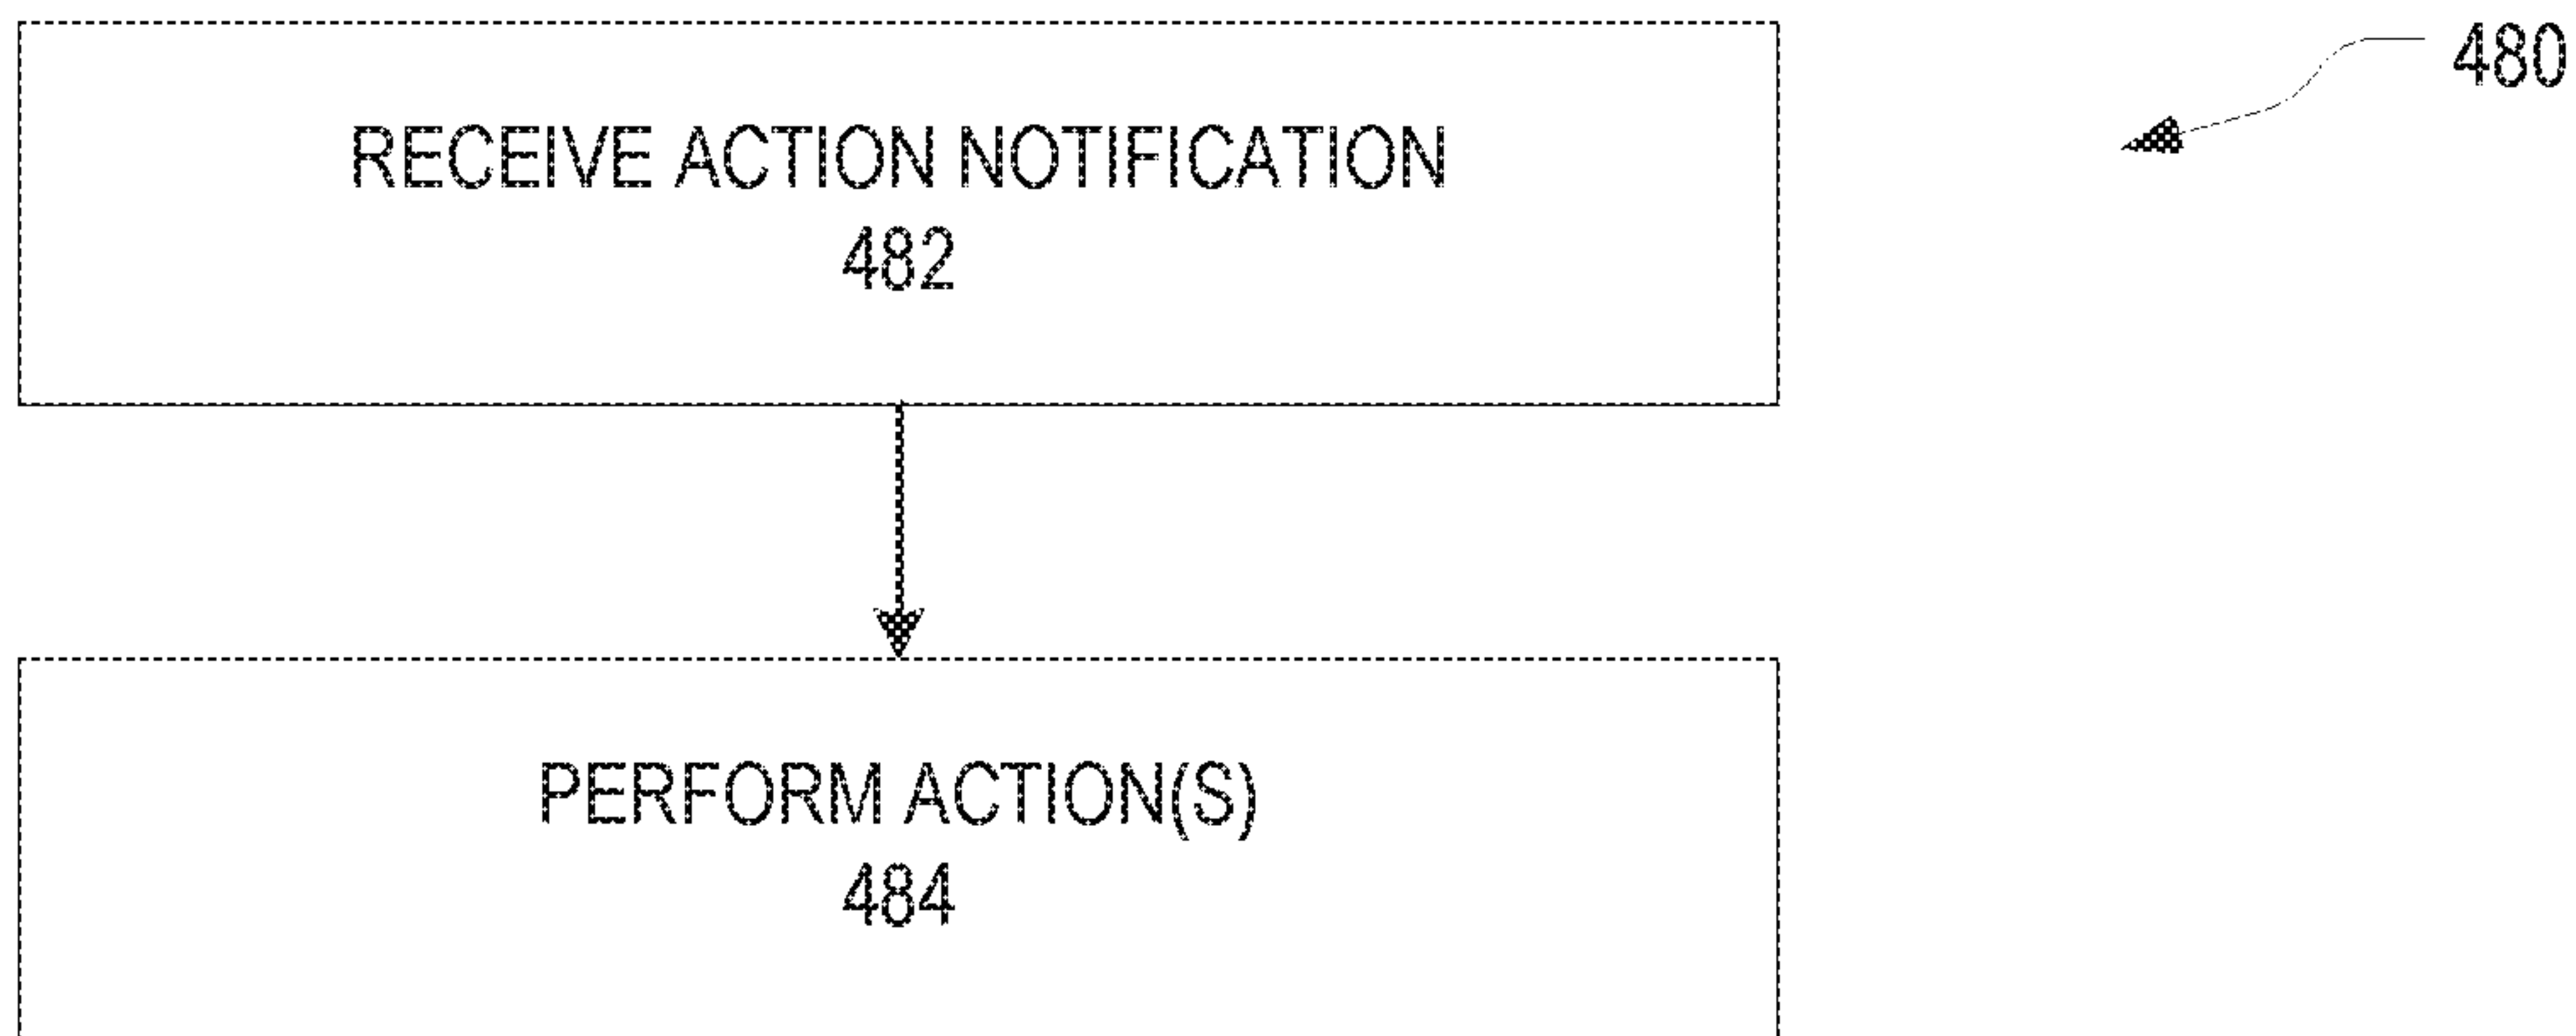 480
RECEIVE ACTION NOTIFICATION
482
PERFORM ACTION(S)
484